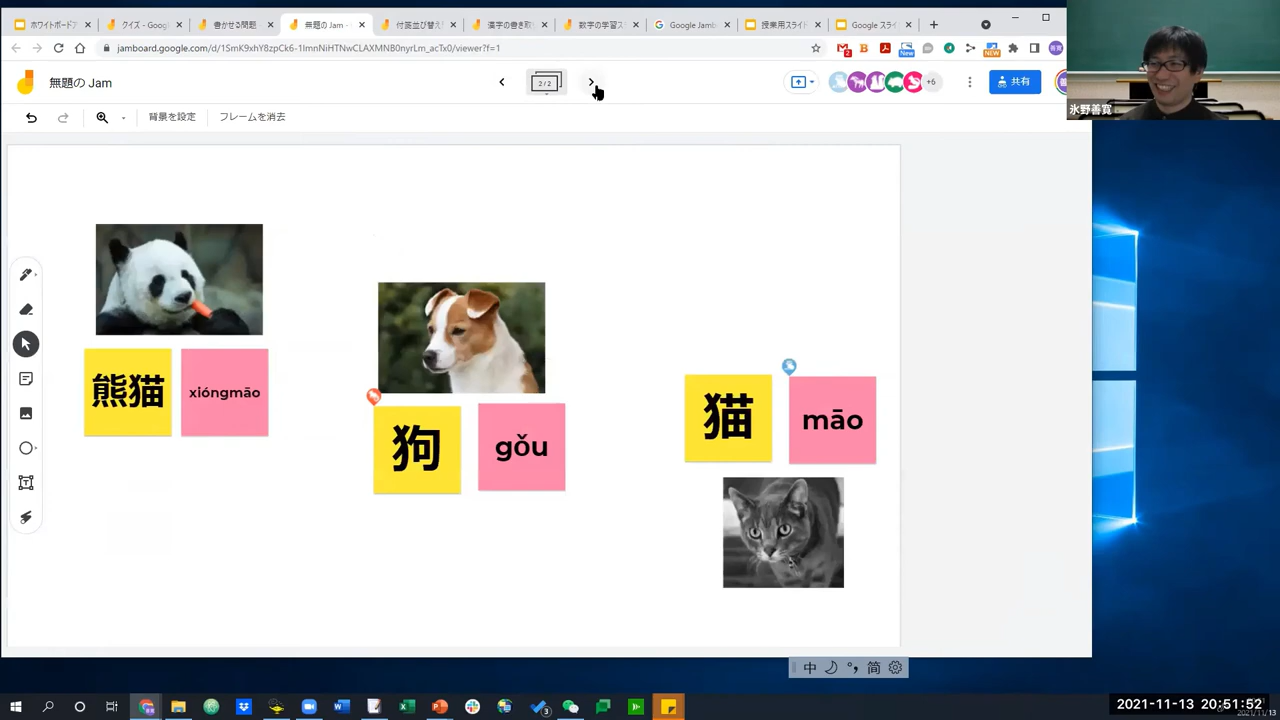 ホワイトボードア
クイズ - Googl
書かせる問題
無題の Jam -
付箋並び替え
漢字の書き取
数字の学習ス
Google Jamb
授業用スライド
Google スライ
jamboard.google.com/d/1SmK9xhY8zpCk6-1ImnNiHTNwCLAXMNB0nyrLm_acTx0/viewer?f=1
無題の Jam
2 / 2
+6
共有
背景を設定
フレームを消去
氷野善寛
熊猫
xióngmāo
狗
gǒu
猫
māo
中
简
2021-11-13 20:51:52
2021/11/13